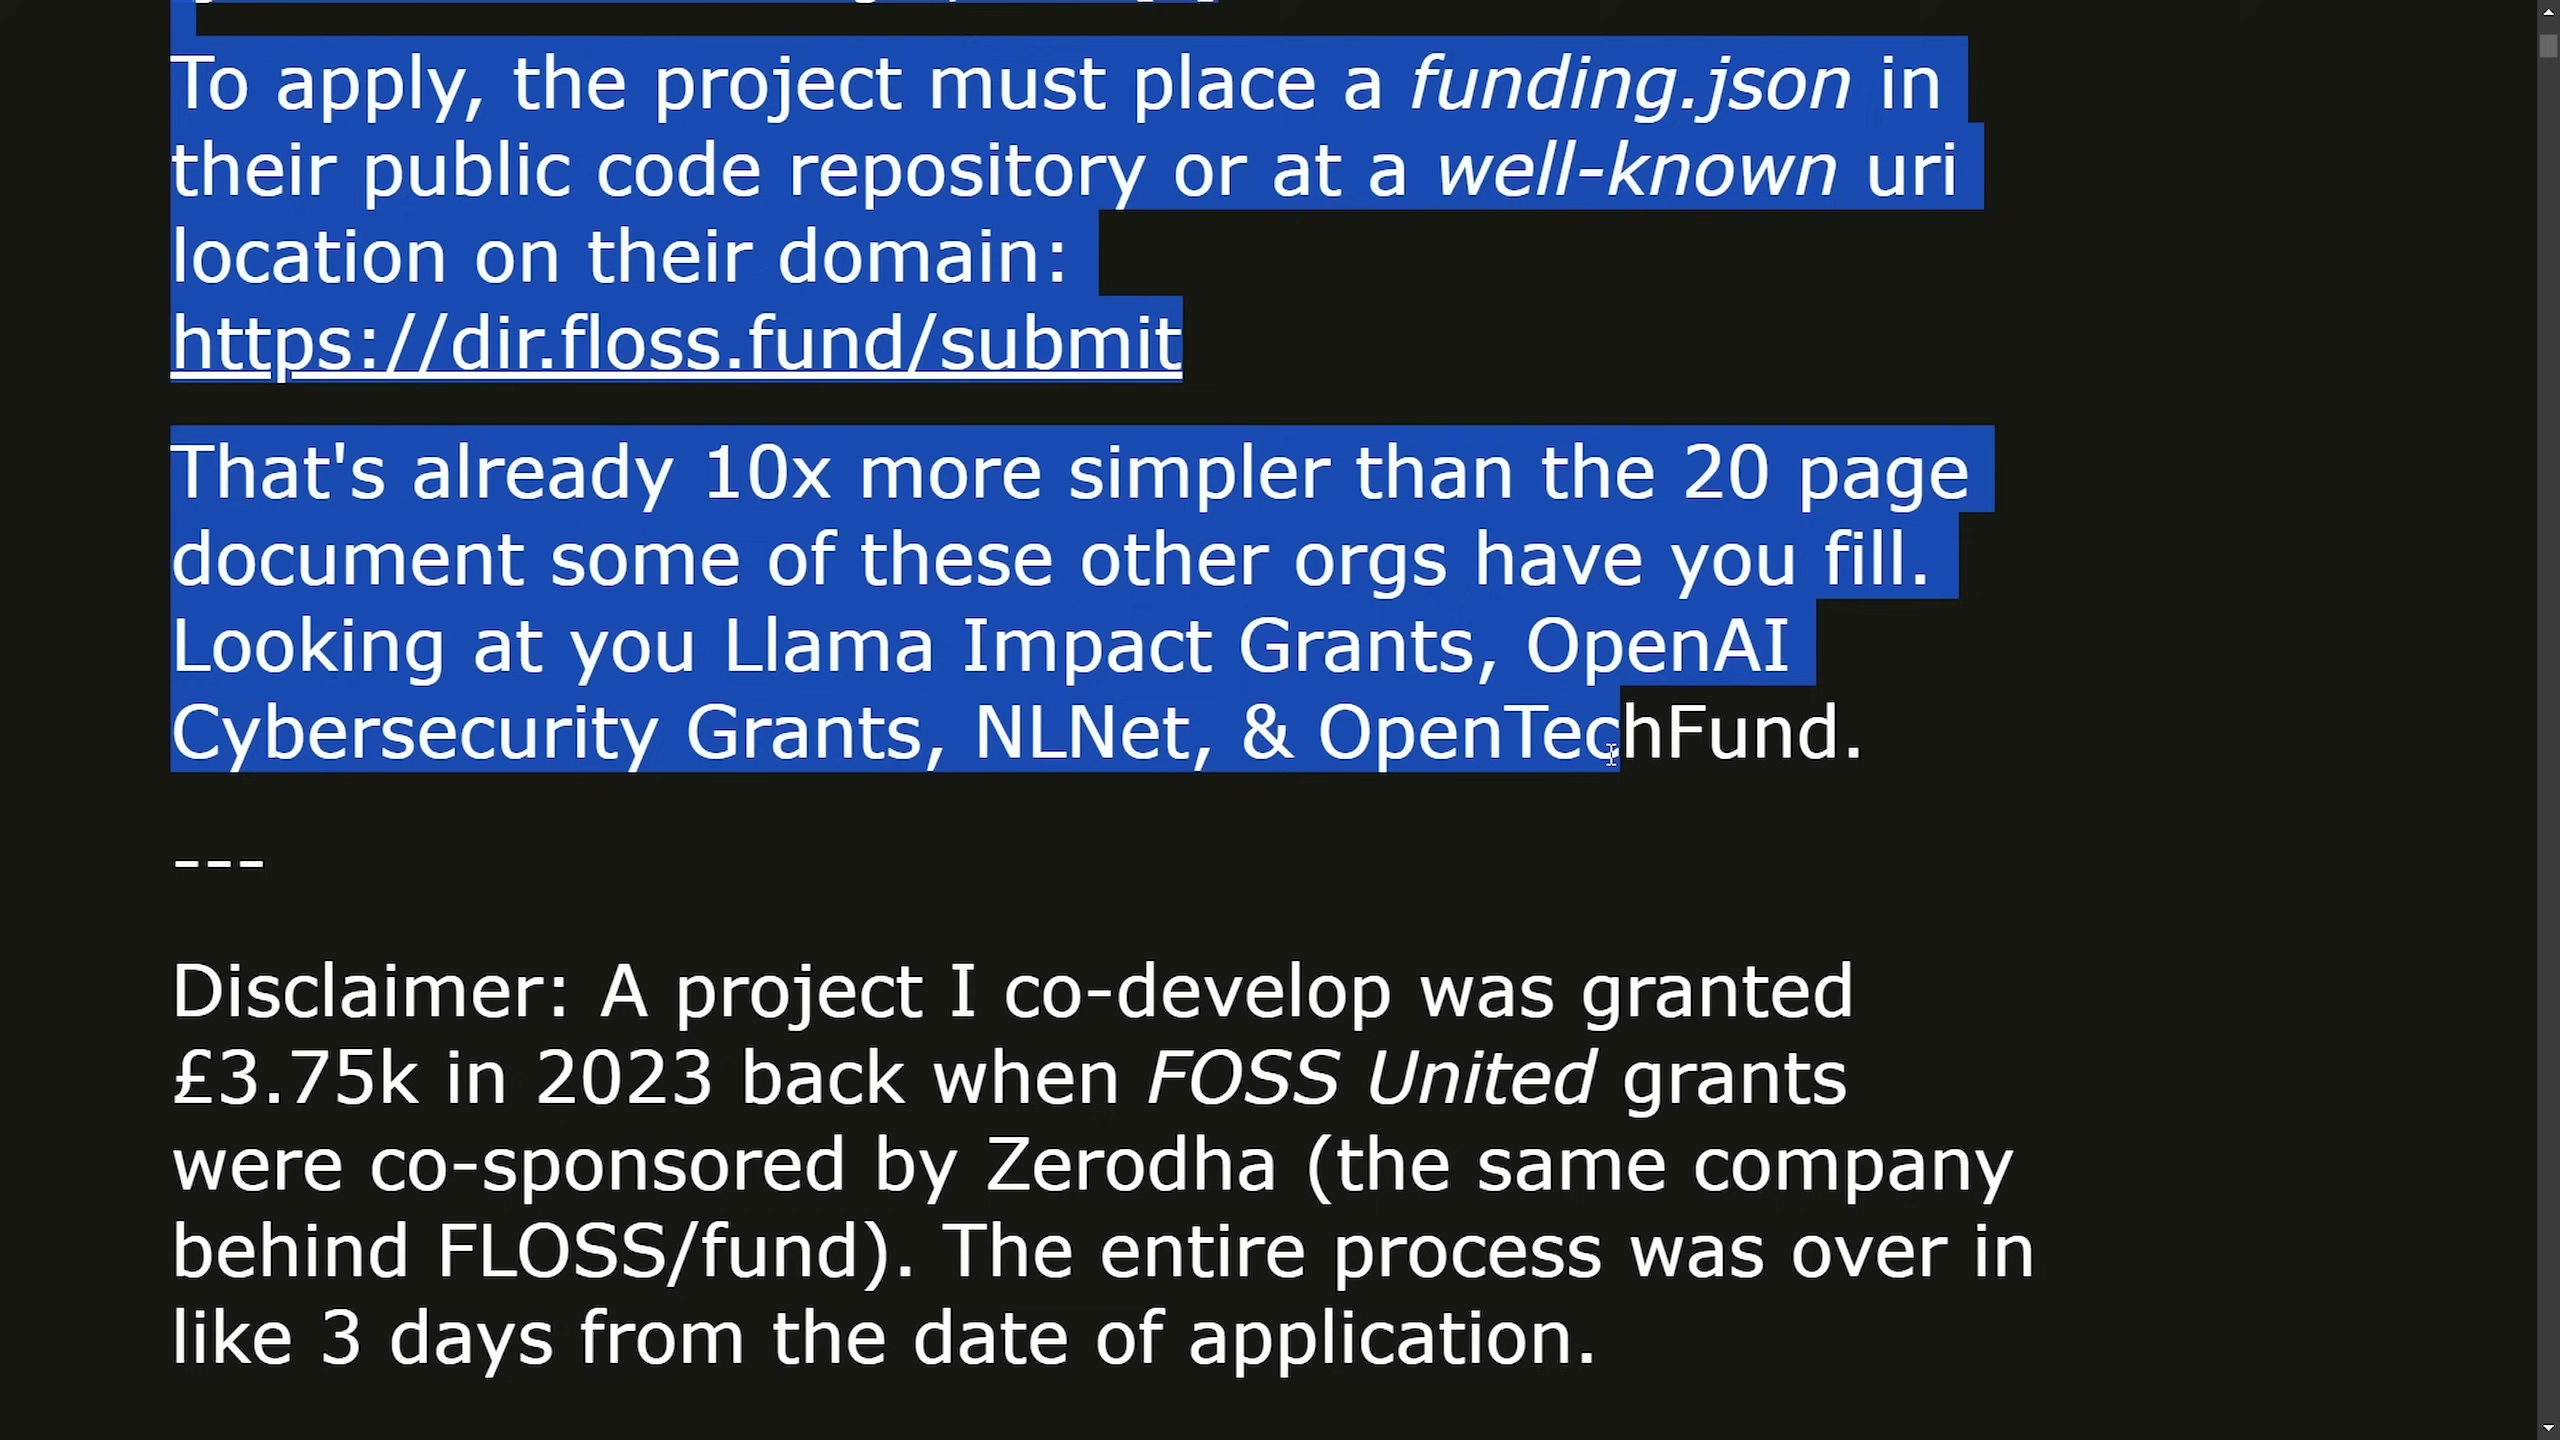 To apply, the project must place a funding.json in
their public code repository or at a well-known uri
location on their domain:
https://dir.floss.fund/submit
That's already 10x more simpler than the 20 page
document some of these other orgs have you fill.
Looking at you Llama Impact Grants, OpenAI
Cybersecurity Grants, NLNet, & OpenTechFund.
---
Disclaimer: A project I co-develop was granted
£3.75k in 2023 back when FOSS United grants
were co-sponsored by Zerodha (the same company
behind FLOSS/fund). The entire process was over in
like 3 days from the date of application.